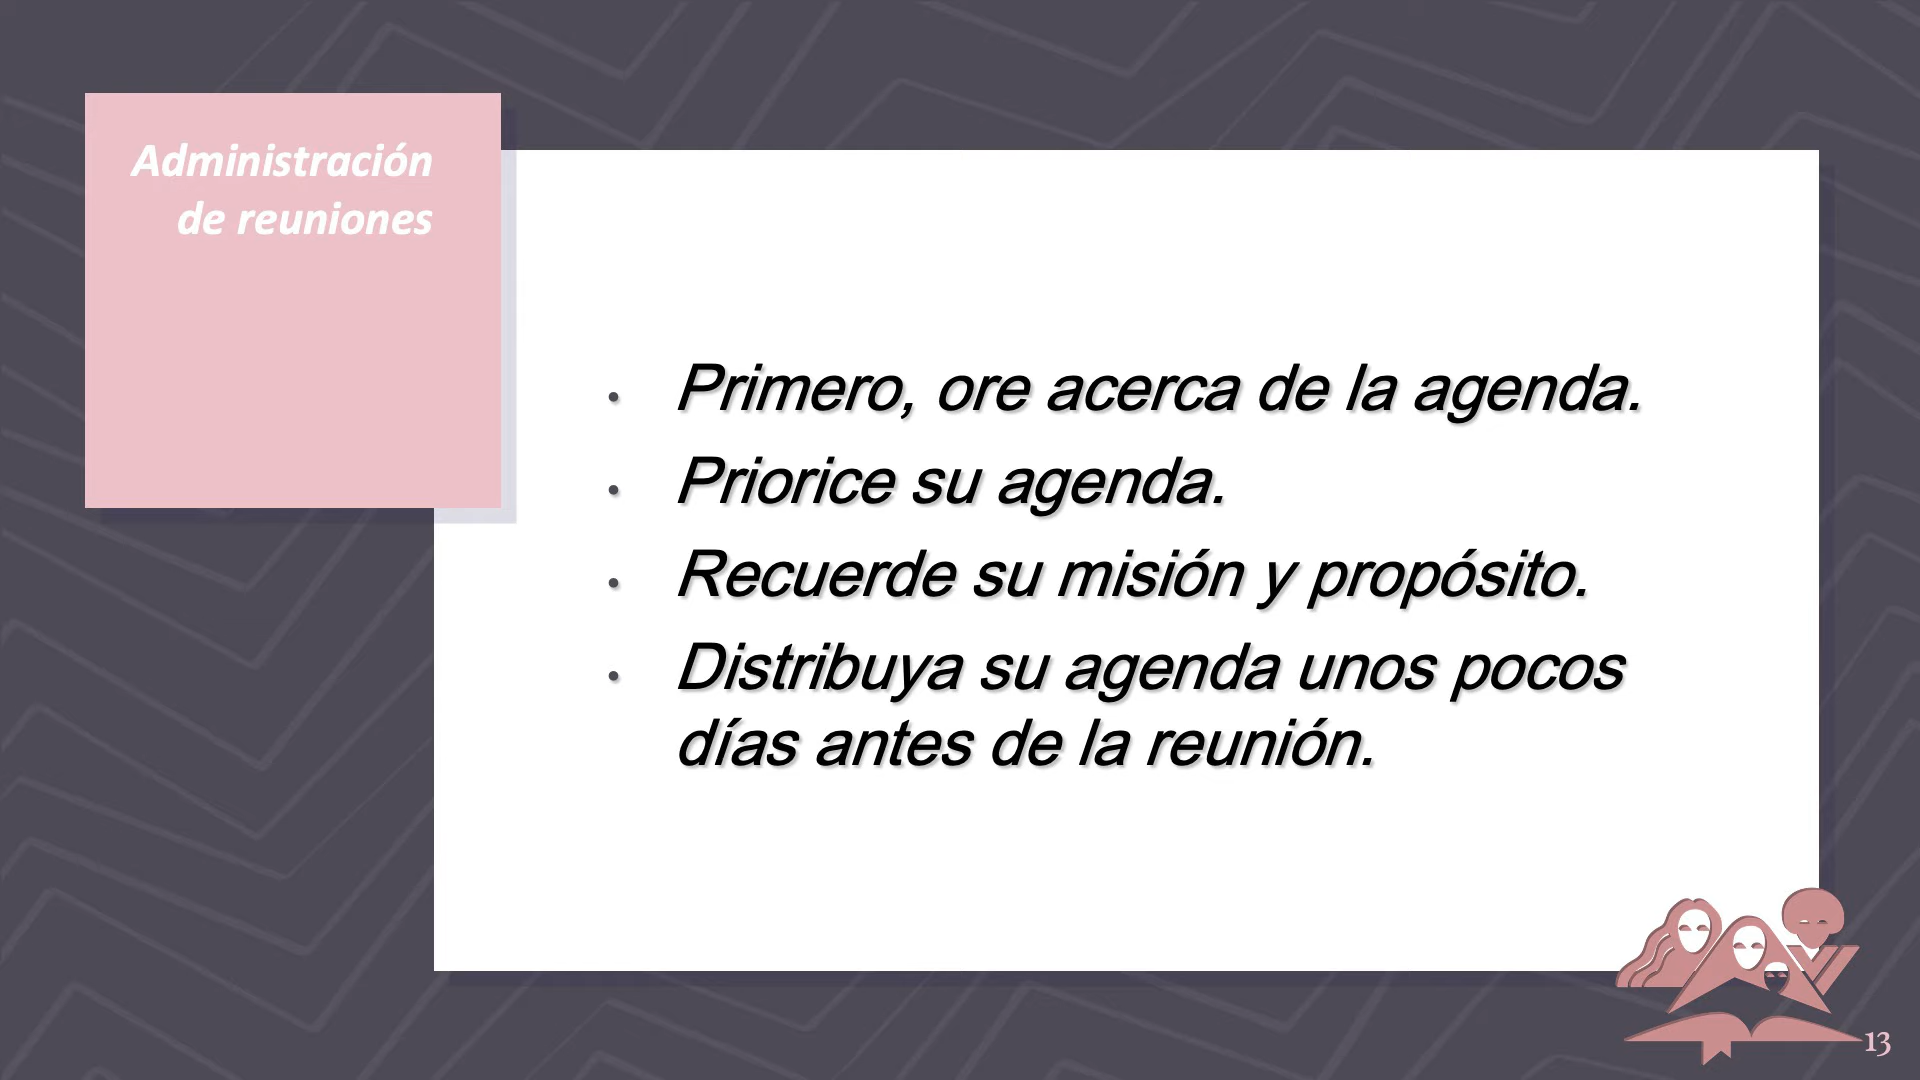 Administración
de reuniones
• Primero, ore acerca de la agenda.
• Priorice su agenda.
• Recuerde su misión y propósito.
• Distribuya su agenda unos pocos
días antes de la reunión.
13